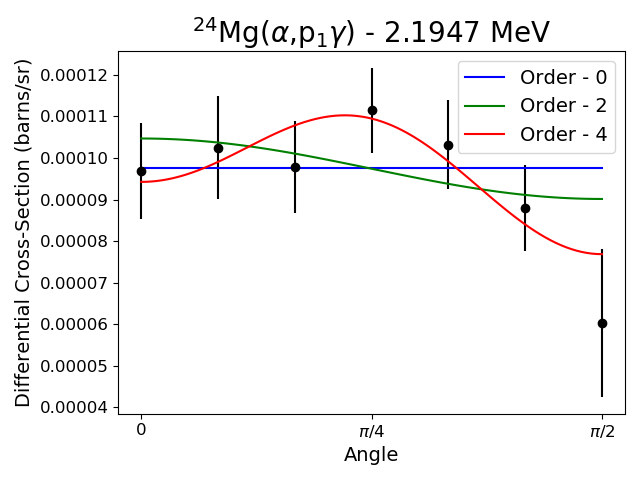 ²⁴Mg(α,p₁γ) - 2.1947 MeV
Differential Cross-Section (barns/sr)
0.00012
0.00011
0.00010
0.00009
0.00008
0.00007
0.00006
0.00005
0.00004
Order - 0
Order - 2
Order - 4
0 π/4 π/2
Angle